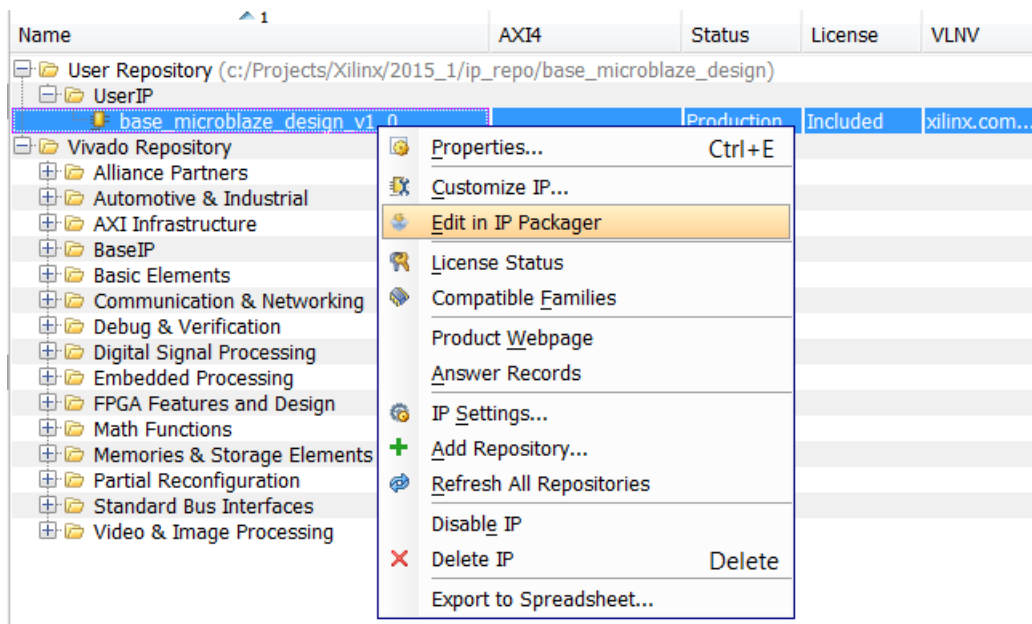 1
Name AXI4 Status License VLNV
User Repository (c:/Projects/Xilinx/2015_1/ip_repo/base_microblaze_design)
UserIP
base_microblaze_design_v1_0 Production Included xilinx.com...
Vivado Repository
Properties... Ctrl+E
Alliance Partners
Customize IP...
Automotive & Industrial
Edit in IP Packager
AXI Infrastructure
BaseIP
License Status
Basic Elements
Compatible Families
Communication & Networking
Debug & Verification
Product Webpage
Digital Signal Processing
Answer Records
Embedded Processing
FPGA Features and Design
IP Settings...
Math Functions
Add Repository...
Memories & Storage Elements
Partial Reconfiguration
Refresh All Repositories
Standard Bus Interfaces
Disable IP
Video & Image Processing
Delete IP Delete
Export to Spreadsheet...